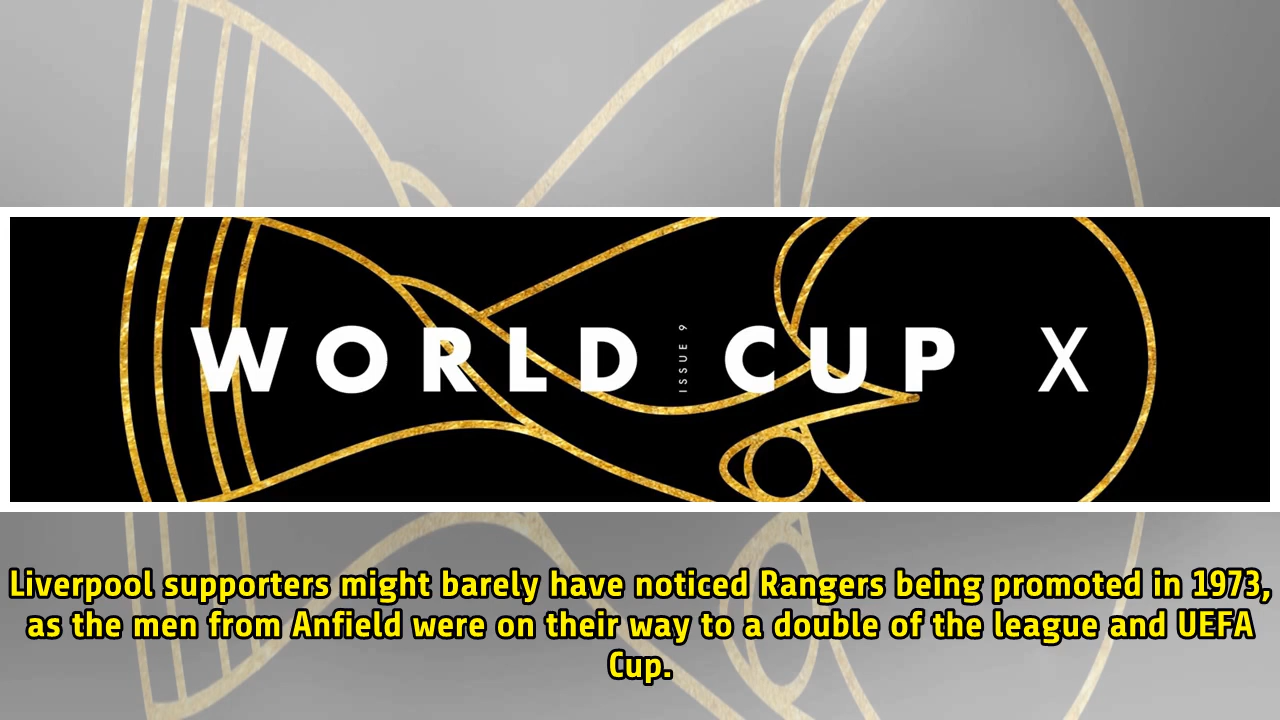 WORLD ISSUE 9 CUP X
Liverpool supporters might barely have noticed Rangers being promoted in 1973,
as the men from Anfield were on their way to a double of the league and UEFA
Cup.